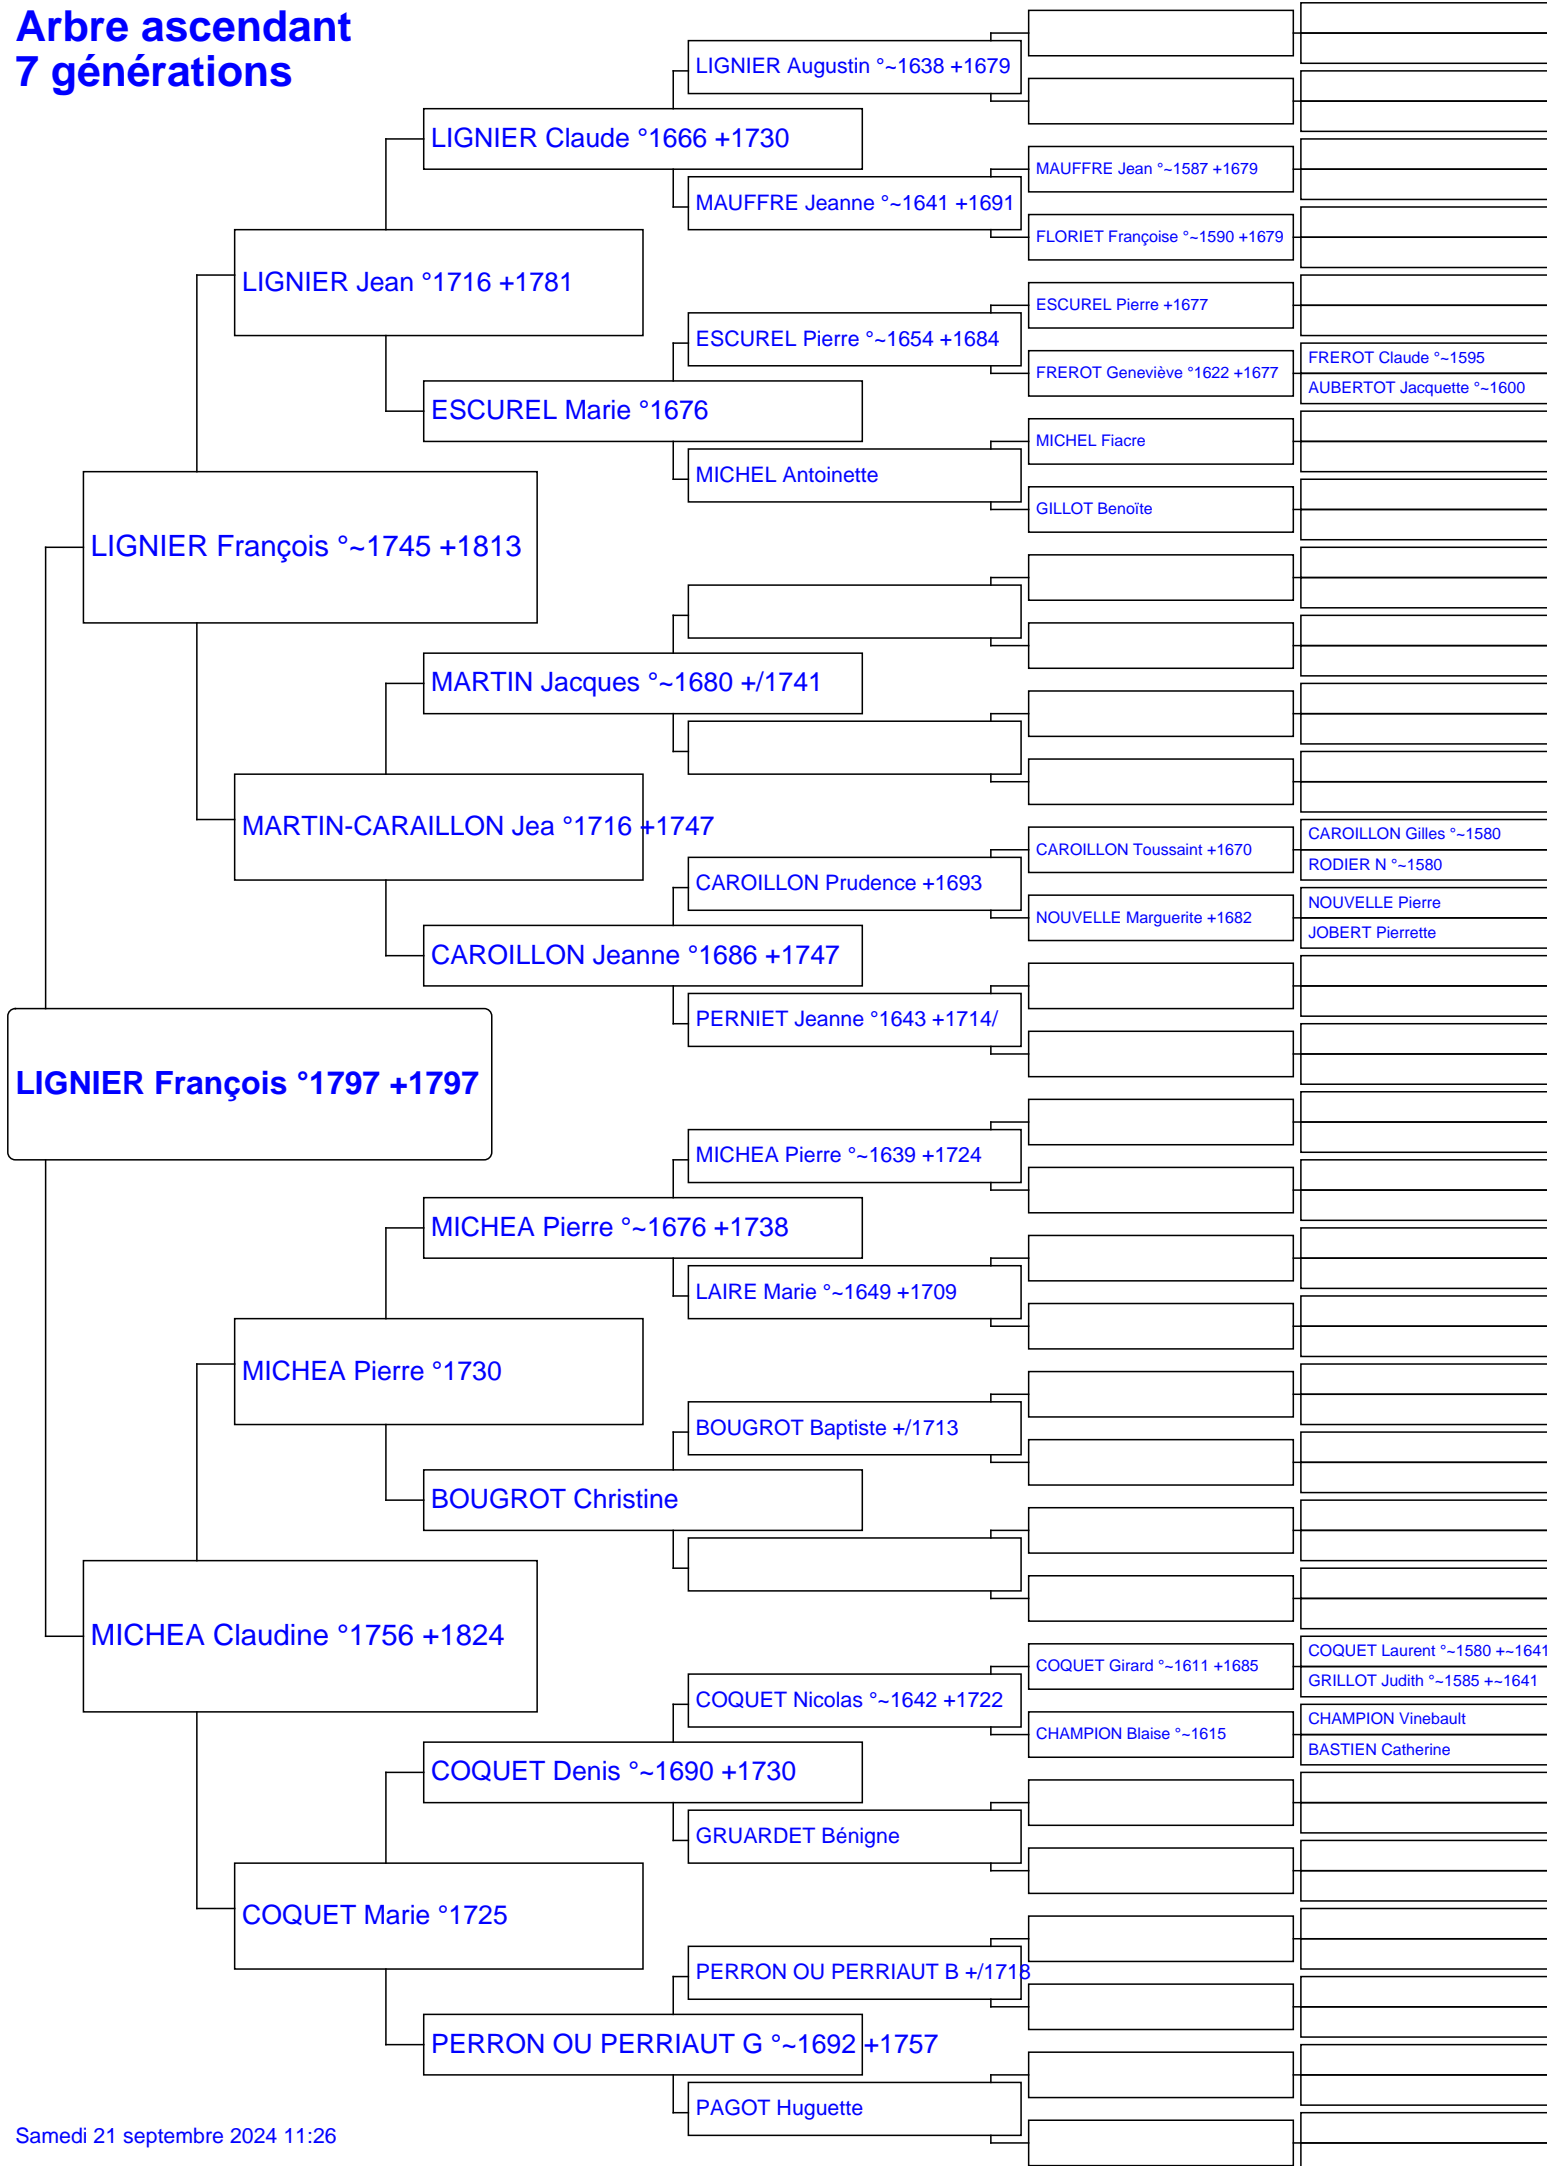 Arbre ascendant
7 générations
LIGNIER Augustin °~1638 +1679
LIGNIER Claude °1666 +1730
MAUFFRE Jean °~1587 +1679
MAUFFRE Jeanne °~1641 +1691
FLORIET Françoise °~1590 +1679
LIGNIER Jean °1716 +1781
ESCUREL Pierre +1677
ESCUREL Pierre °~1654 +1684
FREROT Claude °~1595
FREROT Geneviève °1622 +1677
AUBERTOT Jacquette °~1600
ESCUREL Marie °1676
MICHEL Fiacre
MICHEL Antoinette
GILLOT Benoïte
LIGNIER François °~1745 +1813
MARTIN Jacques °~1680 +/1741
MARTIN-CARAILLON Jea °1716 +1747
CAROILLON Gilles °~1580
CAROILLON Toussaint +1670
RODIER N °~1580
CAROILLON Prudence +1693
NOUVELLE Pierre
NOUVELLE Marguerite +1682
JOBERT Pierrette
CAROILLON Jeanne °1686 +1747
PERNIET Jeanne °1643 +1714/
LIGNIER François °1797 +1797
MICHEA Pierre °~1639 +1724
MICHEA Pierre °~1676 +1738
LAIRE Marie °~1649 +1709
MICHEA Pierre °1730
BOUGROT Baptiste +/1713
BOUGROT Christine
MICHEA Claudine °1756 +1824
COQUET Laurent °~1580 +~1641
COQUET Girard °~1611 +1685
GRILLOT Judith °~1585 +~1641
COQUET Nicolas °~1642 +1722
CHAMPION Vinebault
CHAMPION Blaise °~1615
BASTIEN Catherine
COQUET Denis °~1690 +1730
GRUARDET Bénigne
COQUET Marie °1725
PERRON OU PERRIAUT B +/1718
PERRON OU PERRIAUT G °~1692 +1757
PAGOT Huguette
Samedi 21 septembre 2024 11:26